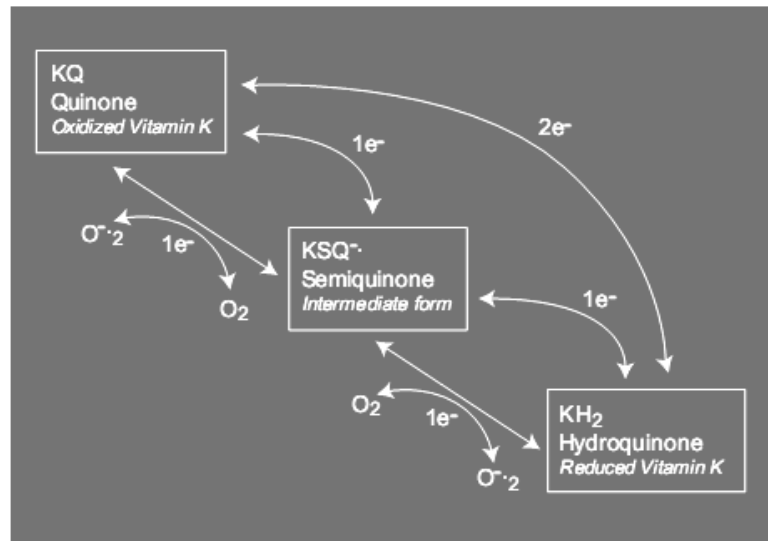 KQ
Quinone
Oxidized Vitamin K
2e-
1e-
O⁻·₂
1e-
O₂
KSQ⁻·
Semiquinone
Intermediate form
1e-
O₂
1e-
O⁻·₂
KH₂
Hydroquinone
Reduced Vitamin K